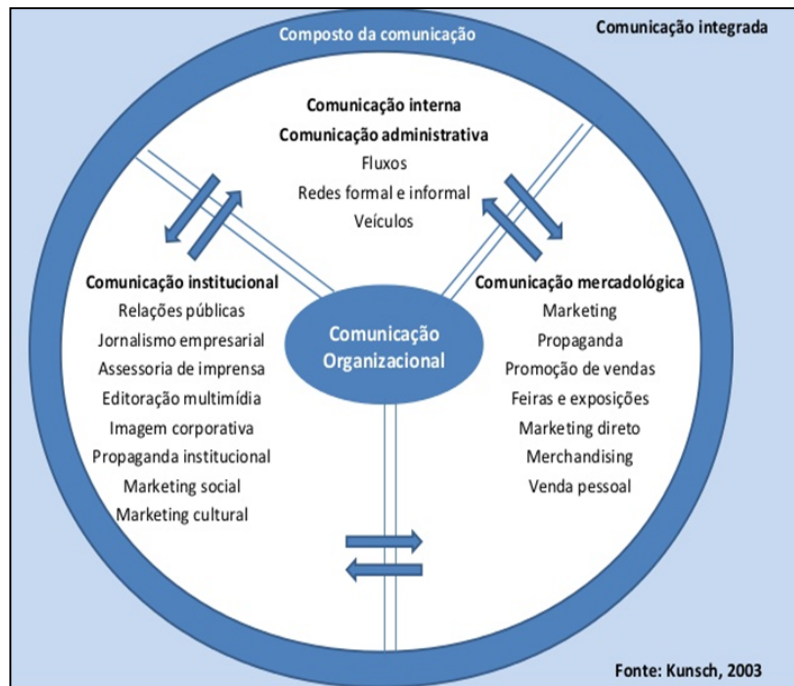 Composto da comunicação
Comunicação integrada
Comunicação interna
Comunicação administrativa
Fluxos
Redes formal e informal
Veículos
Comunicação institucional
Relações públicas
Jornalismo empresarial
Assessoria de imprensa
Editoração multimídia
Imagem corporativa
Propaganda institucional
Marketing social
Marketing cultural
Comunicação
Organizacional
Comunicação mercadológica
Marketing
Propaganda
Promoção de vendas
Feiras e exposições
Marketing direto
Merchandising
Venda pessoal
Fonte: Kunsch, 2003